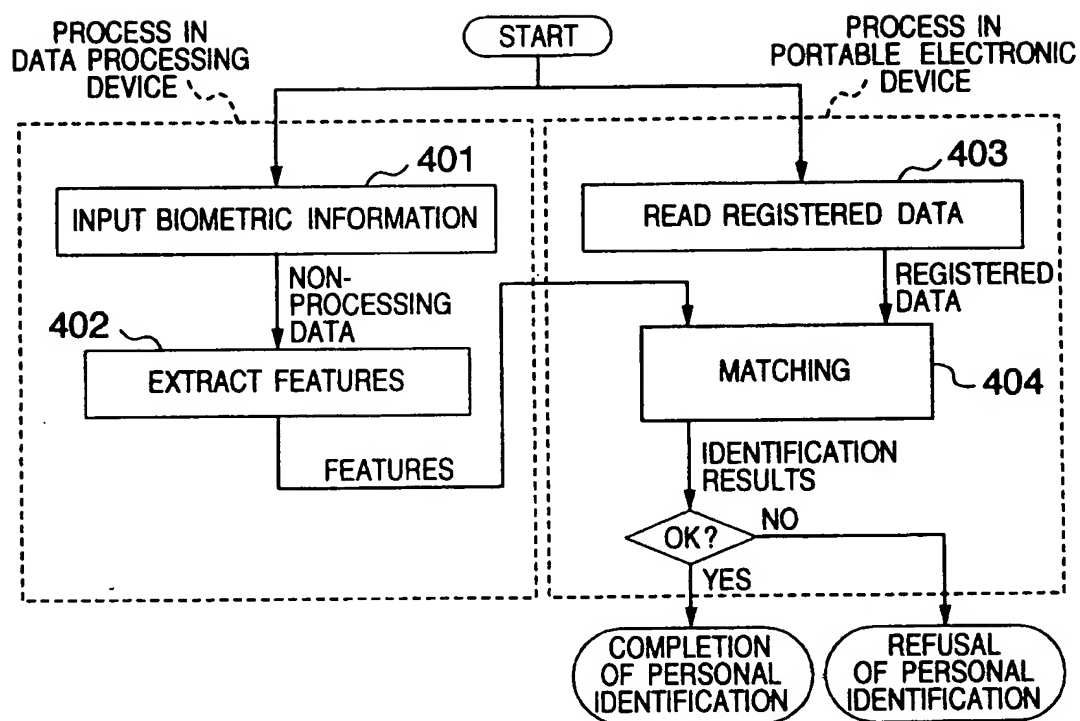 PROCESS IN
DATA PROCESSING
DEVICE
START
PROCESS IN
PORTABLE ELECTRONIC
DEVICE
401
INPUT BIOMETRIC INFORMATION
NON-
PROCESSING
DATA
402
EXTRACT FEATURES
FEATURES
403
READ REGISTERED DATA
REGISTERED
DATA
MATCHING
404
IDENTIFICATION
RESULTS
OK?
NO
YES
COMPLETION
OF PERSONAL
IDENTIFICATION
REFUSAL
OF PERSONAL
IDENTIFICATION